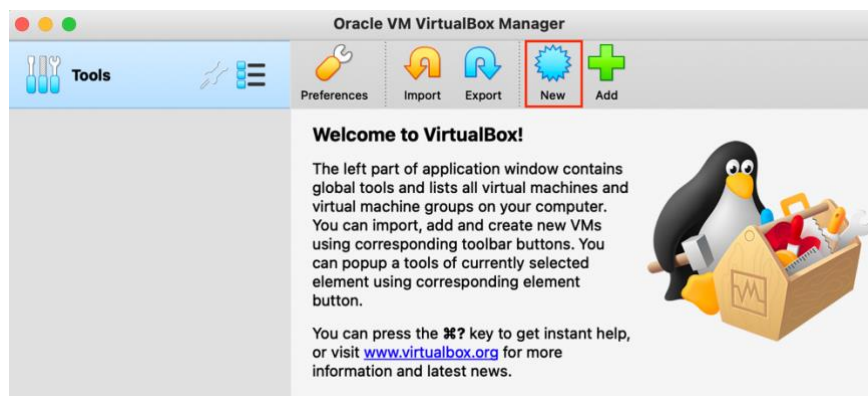 Oracle VM VirtualBox Manager
Tools
Preferences Import Export New Add
Welcome to VirtualBox!
The left part of application window contains
global tools and lists all virtual machines and
virtual machine groups on your computer.
You can import, add and create new VMs
using corresponding toolbar buttons. You
can popup a tools of currently selected
element using corresponding element
button.
You can press the ⌘? key to get instant help,
or visit www.virtualbox.org for more
information and latest news.